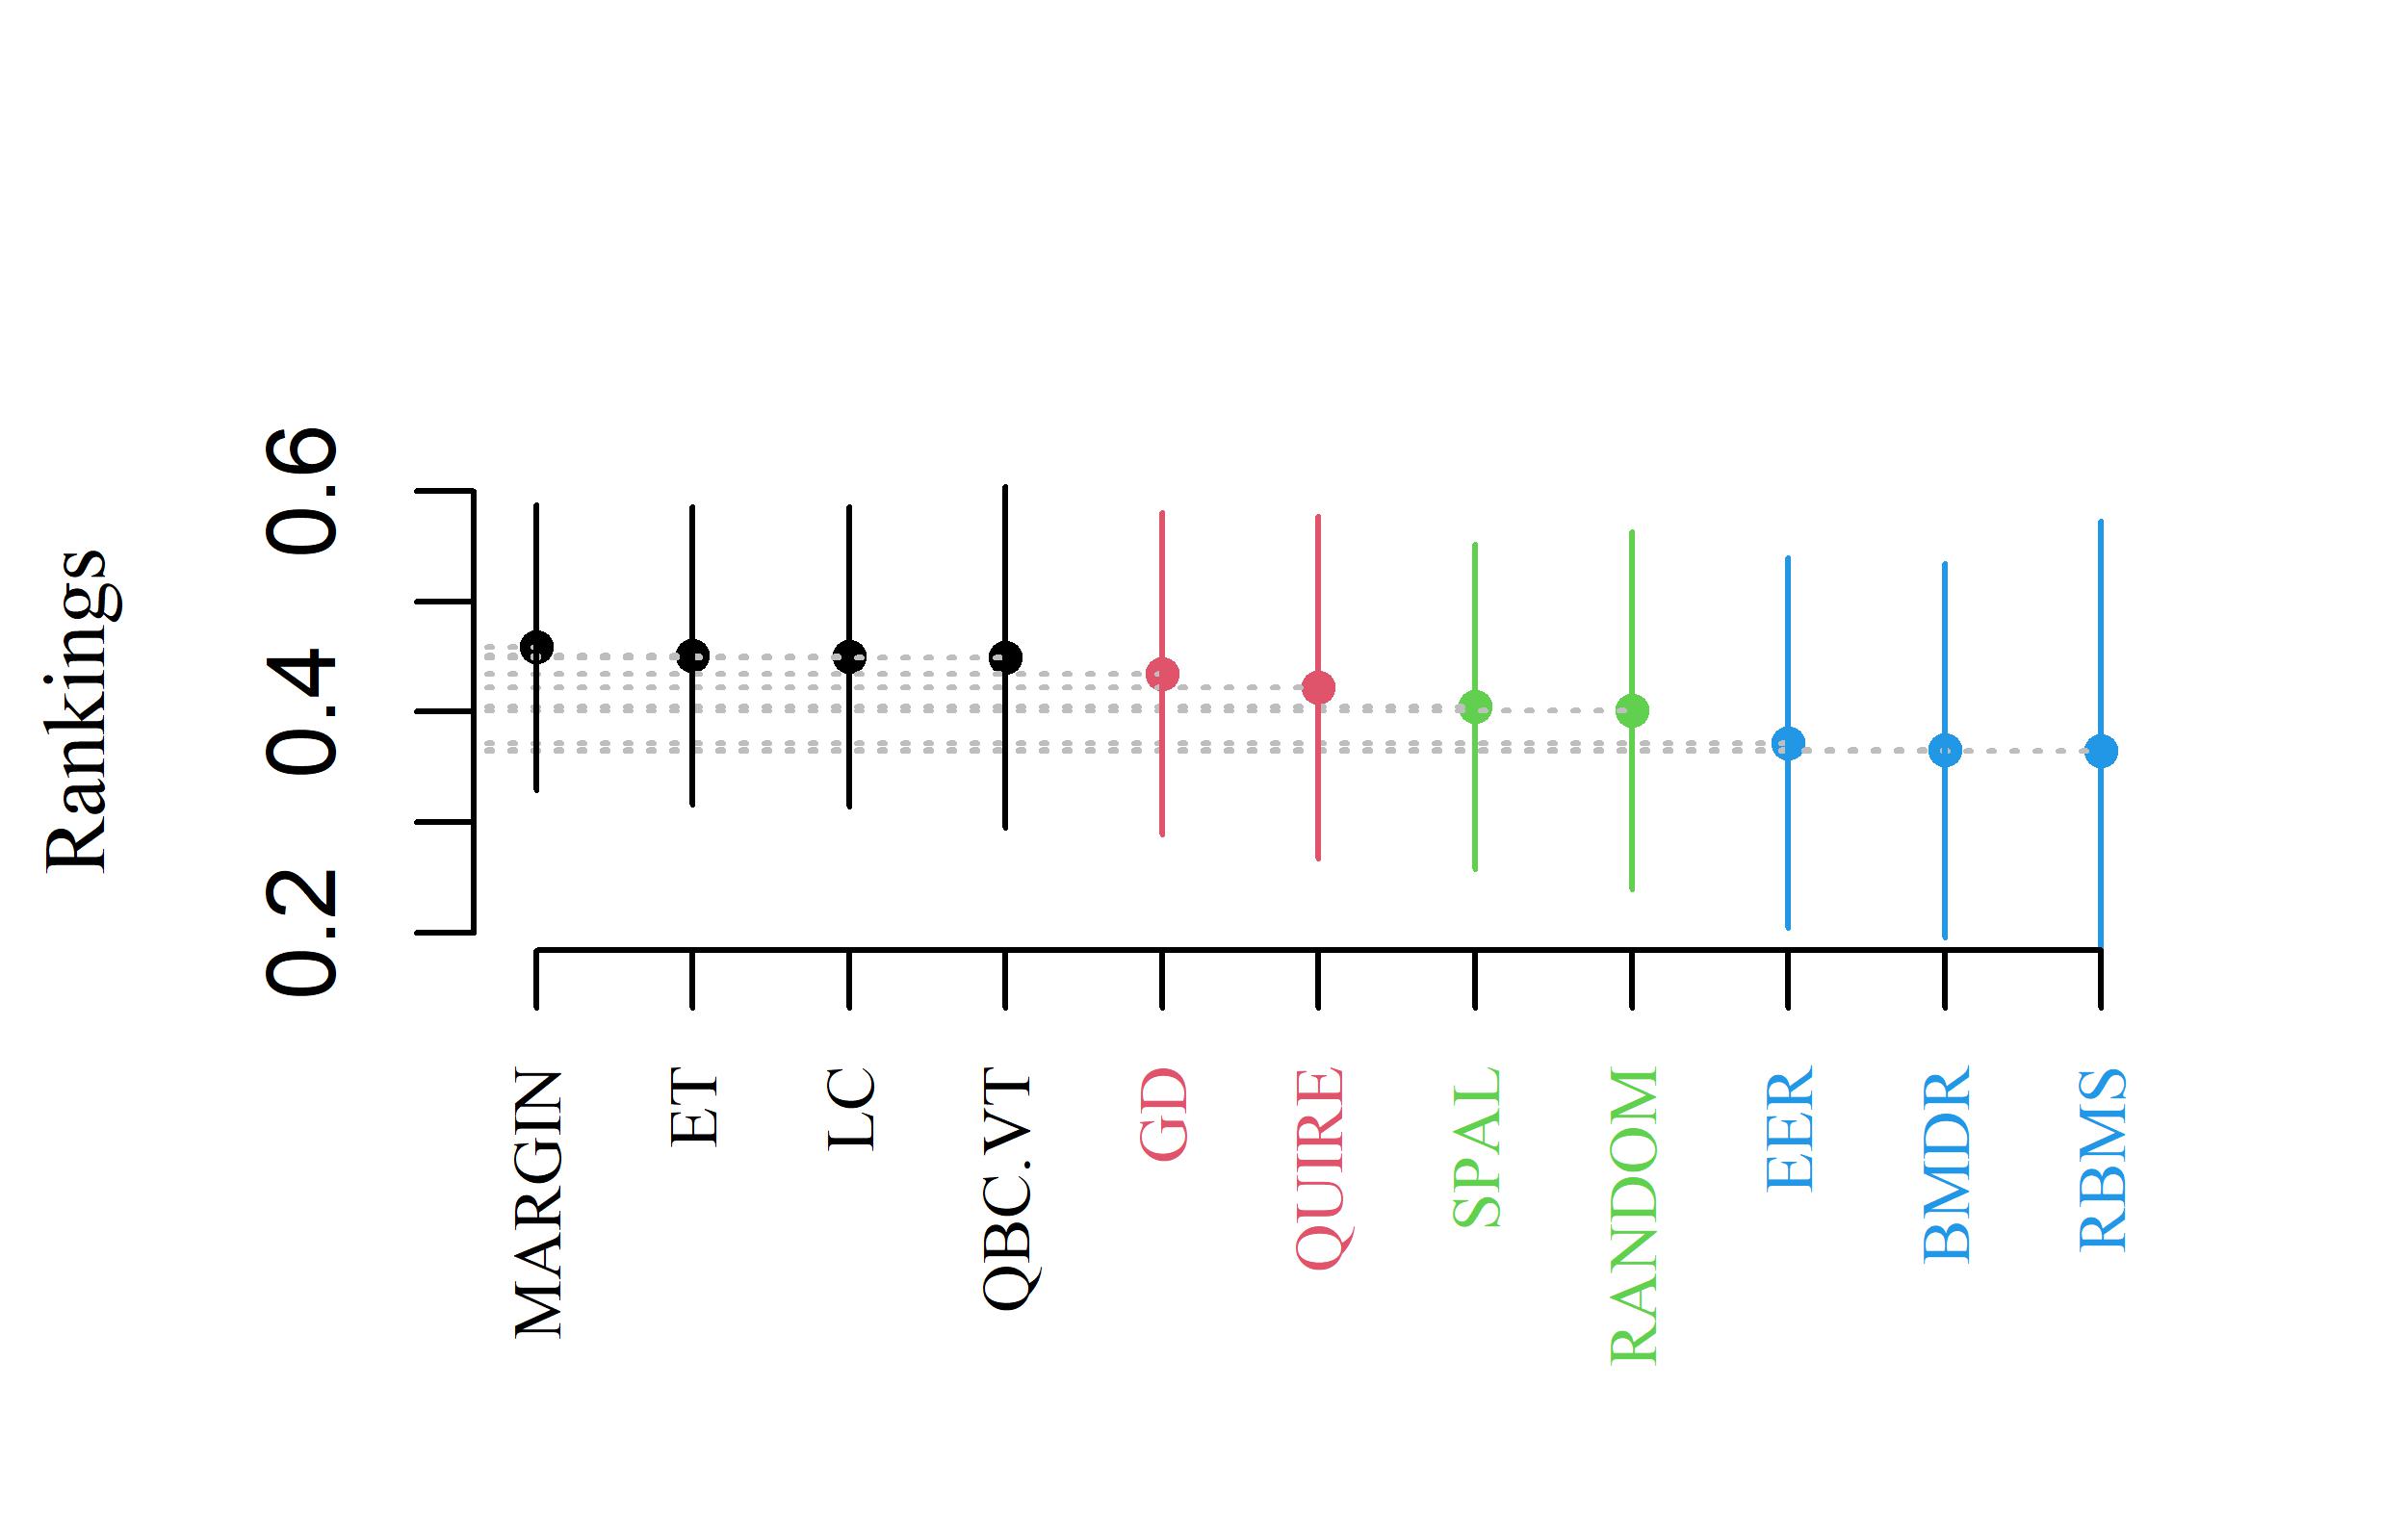 Rankings
0.6
0.4
0.2
MARGIN
ET
LC
QBC.VT
GD
QUIRE
SPAL
RANDOM
EER
BMDR
RBMS